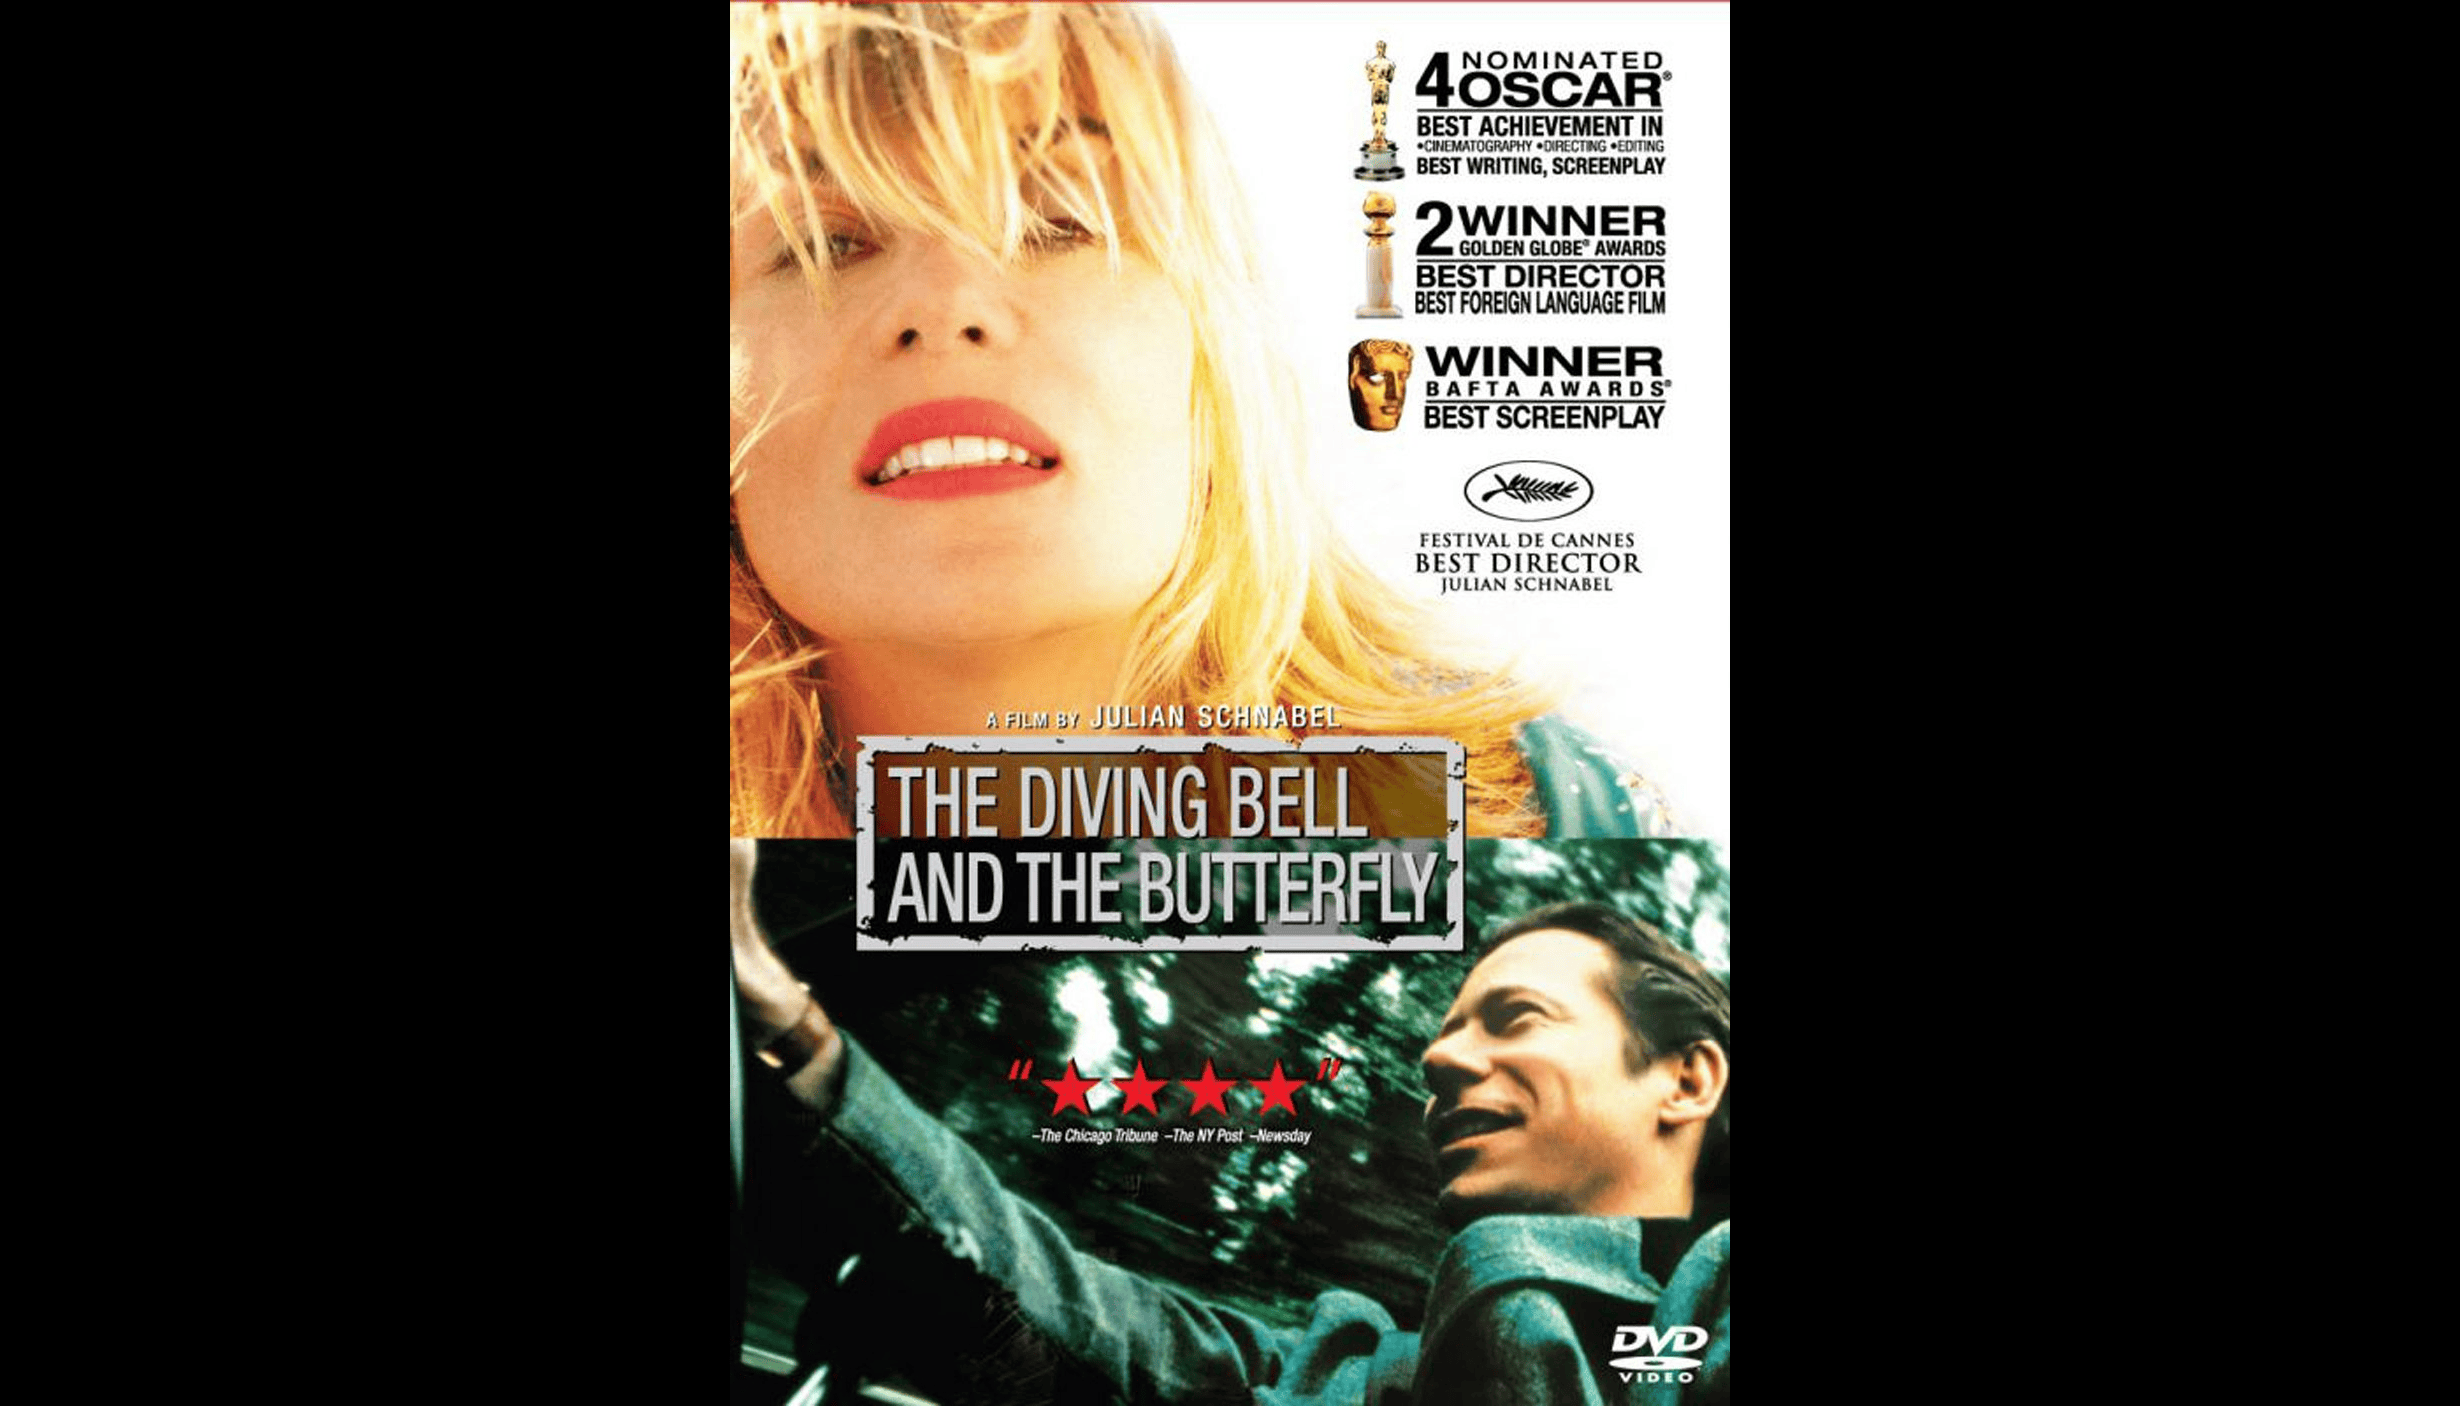 4 NOMINATED
OSCAR®
BEST ACHIEVEMENT IN
•CINEMATOGRAPHY •DIRECTING •EDITING
BEST WRITING, SCREENPLAY
2 WINNER
GOLDEN GLOBE® AWARDS
BEST DIRECTOR
BEST FOREIGN LANGUAGE FILM
WINNER
BAFTA AWARDS®
BEST SCREENPLAY
FESTIVAL DE CANNES
BEST DIRECTOR
JULIAN SCHNABEL
A FILM BY JULIAN SCHNABEL
THE DIVING BELL
AND THE BUTTERFLY
“★★★★”
–The Chicago Tribune –The NY Post –Newsday
DVD
VIDEO